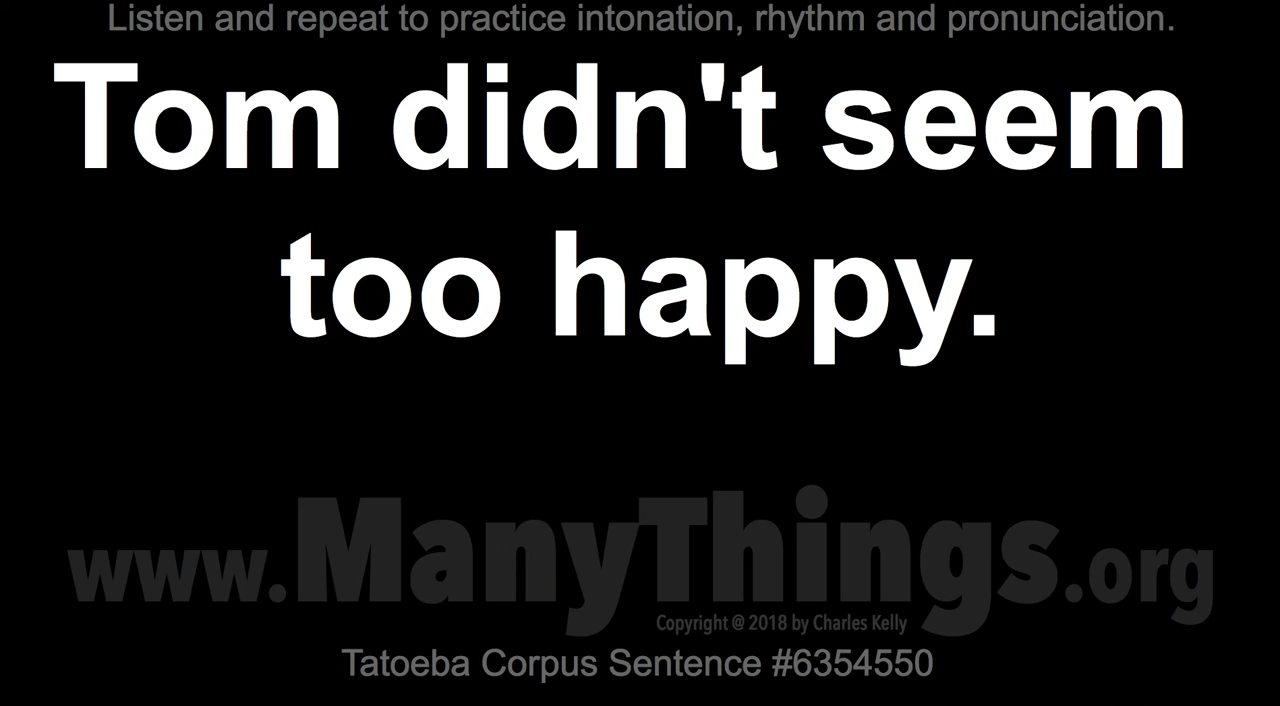 Listen and repeat to practice intonation, rhythm and pronunciation.
Tom didn't seem
too happy.
www.ManyThings.org
Copyright @ 2018 by Charles Kelly
Tatoeba Corpus Sentence #6354550